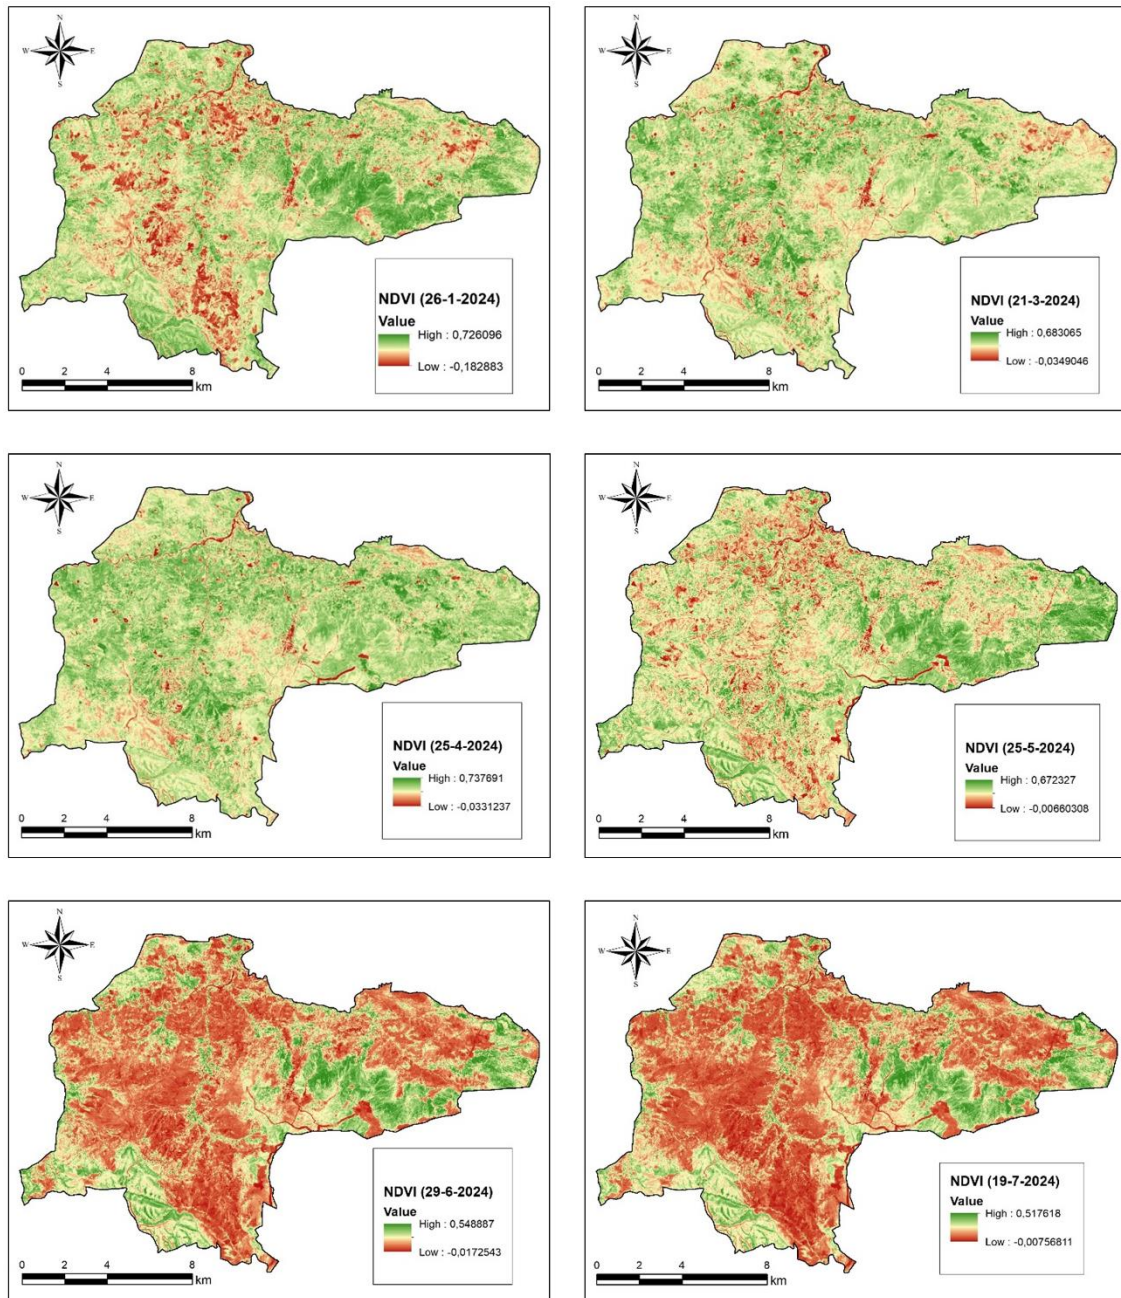 N
W E
S
NDVI (26-1-2024)
Value
High : 0,726096
Low : -0,182883
0 2 4 8
km
N
W E
S
NDVI (21-3-2024)
Value
High : 0,683065
Low : -0,0349046
0 2 4 8
km
N
W E
S
NDVI (25-4-2024)
Value
High : 0,737691
Low : -0,0331237
0 2 4 8
km
N
W E
S
NDVI (25-5-2024)
Value
High : 0,672327
Low : -0,00660308
0 2 4 8
km
N
W E
S
NDVI (29-6-2024)
Value
High : 0,548887
Low : -0,0172543
0 2 4 8
km
N
W E
S
NDVI (19-7-2024)
Value
High : 0,517618
Low : -0,00756811
0 2 4 8
km